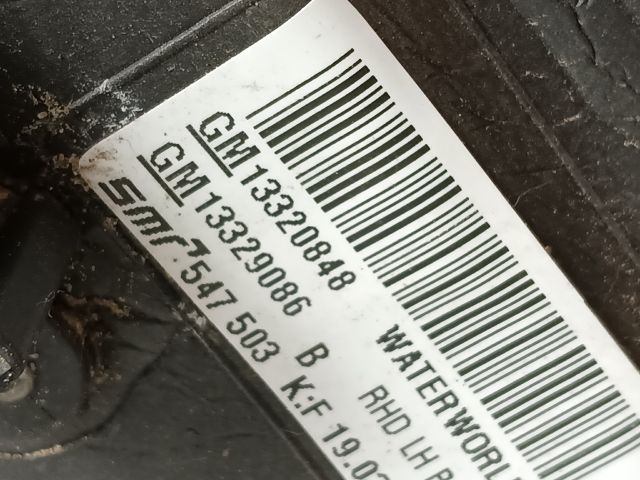 GM 13320848 WATERWORL
GM 13329086 B RHD LH
smr 547 503 K:F 19.0